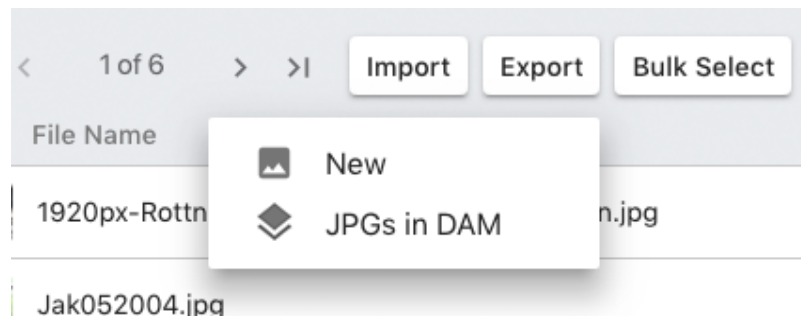 1 of 6 Import Export Bulk Select
File Name
New
1920px-Rottn n.jpg
JPGs in DAM
Jak052004.jpg